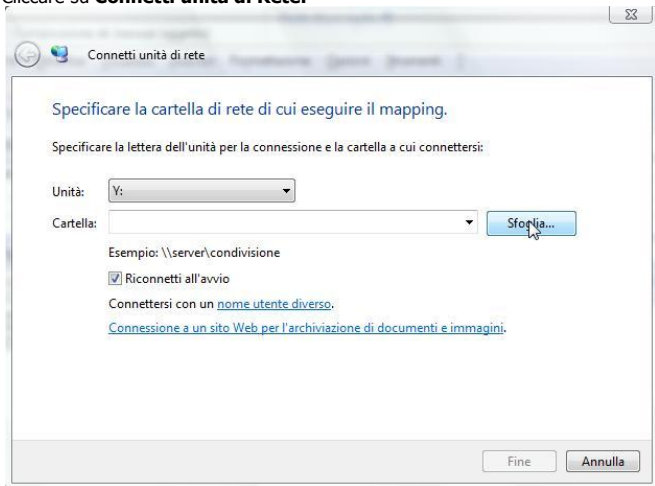 Cliccare su Connetti unità di Rete.
Connetti unità di rete
Specificare la cartella di rete di cui eseguire il mapping.
Specificare la lettera dell'unità per la connessione e la cartella a cui connettersi:
Unità: Y:
Cartella: Sfoglia...
Esempio: \\server\condivisione
Riconnetti all'avvio
Connettersi con un nome utente diverso.
Connessione a un sito Web per l'archiviazione di documenti e immagini.
Fine Annulla